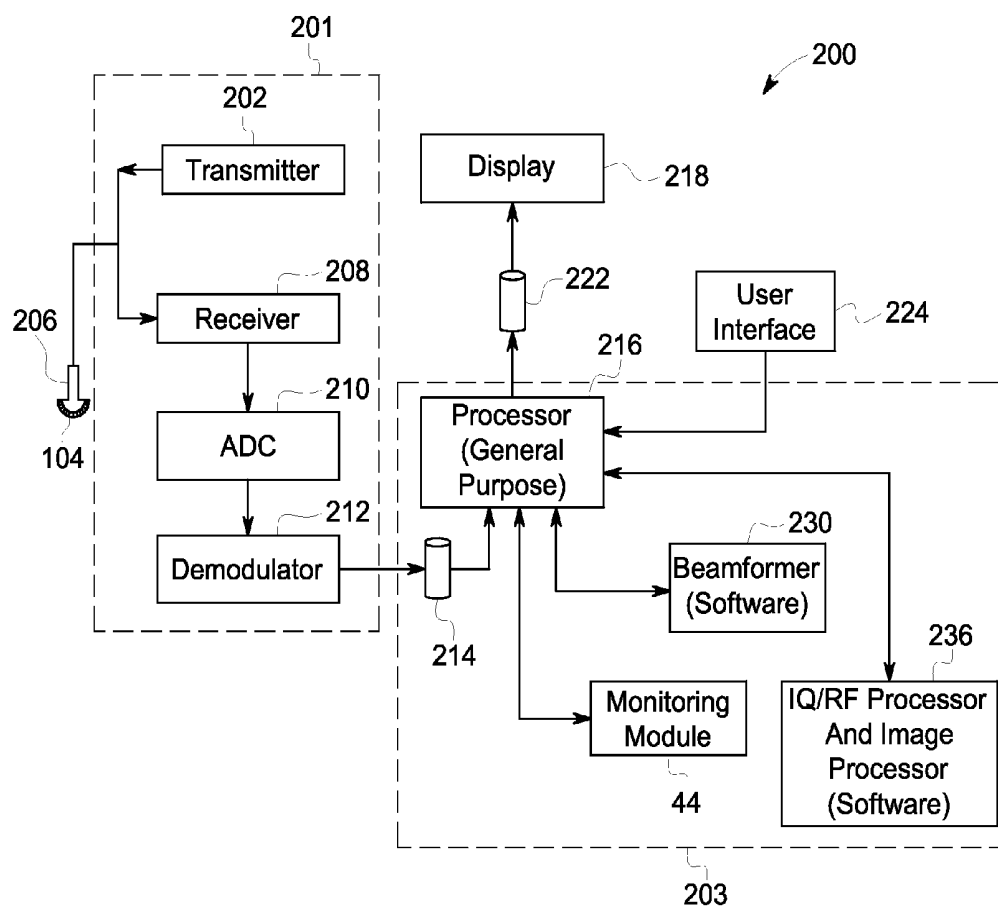 201
200
202
Transmitter
Display
218
208
Receiver
222
User
Interface
224
206
104
216
210
ADC
Processor
(General
Purpose)
212
Demodulator
214
230
Beamformer
(Software)
236
Monitoring
Module
44
IQ/RF Processor
And Image
Processor
(Software)
203